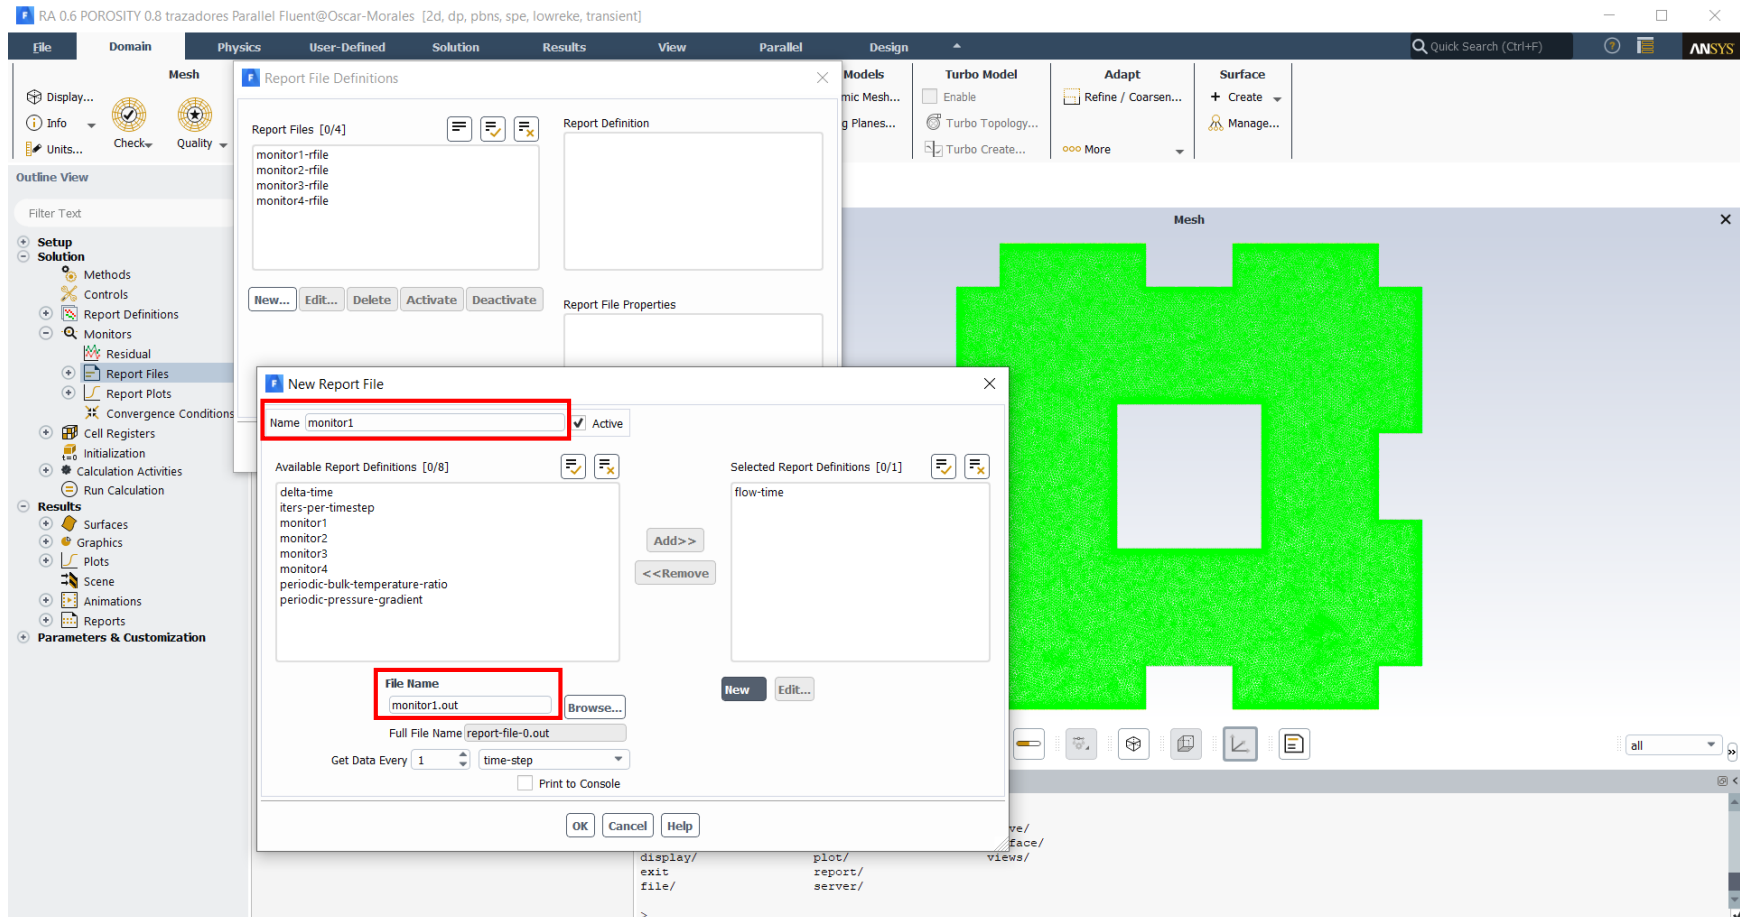 RA 0.6 POROSITY 0.8 trazadores Parallel Fluent@Oscar-Morales [2d, dp, pbns, spe, lowreke, transient]
File Domain Physics User-Defined Solution Results View Parallel Design Quick Search (Ctrl+F) ANSYS
Mesh
Display...
Info
Units...
Check
Quality
Models
mic Mesh...
g Planes...
Turbo Model
Enable
Turbo Topology...
Turbo Create...
Adapt
Refine / Coarsen...
More
Surface
Create
Manage...
Outline View
Filter Text
Setup
Solution
Methods
Controls
Report Definitions
Monitors
Residual
Report Files
Report Plots
Convergence Conditions
Cell Registers
Initialization
Calculation Activities
Run Calculation
Results
Surfaces
Graphics
Plots
Scene
Animations
Reports
Parameters & Customization
Report File Definitions
Report Files [0/4]
monitor1-rfile
monitor2-rfile
monitor3-rfile
monitor4-rfile
New... Edit... Delete Activate Deactivate
Report Definition
Report File Properties
New Report File
Name monitor1 Active
Available Report Definitions [0/8]
delta-time
iters-per-timestep
monitor1
monitor2
monitor3
monitor4
periodic-bulk-temperature-ratio
periodic-pressure-gradient
Add>>
<<Remove
Selected Report Definitions [0/1]
flow-time
New Edit...
File Name
monitor1.out Browse...
Full File Name report-file-0.out
Get Data Every 1 time-step
Print to Console
OK Cancel Help
Mesh
all
ve/
face/
display/ plot/ views/
exit report/
file/ server/
>